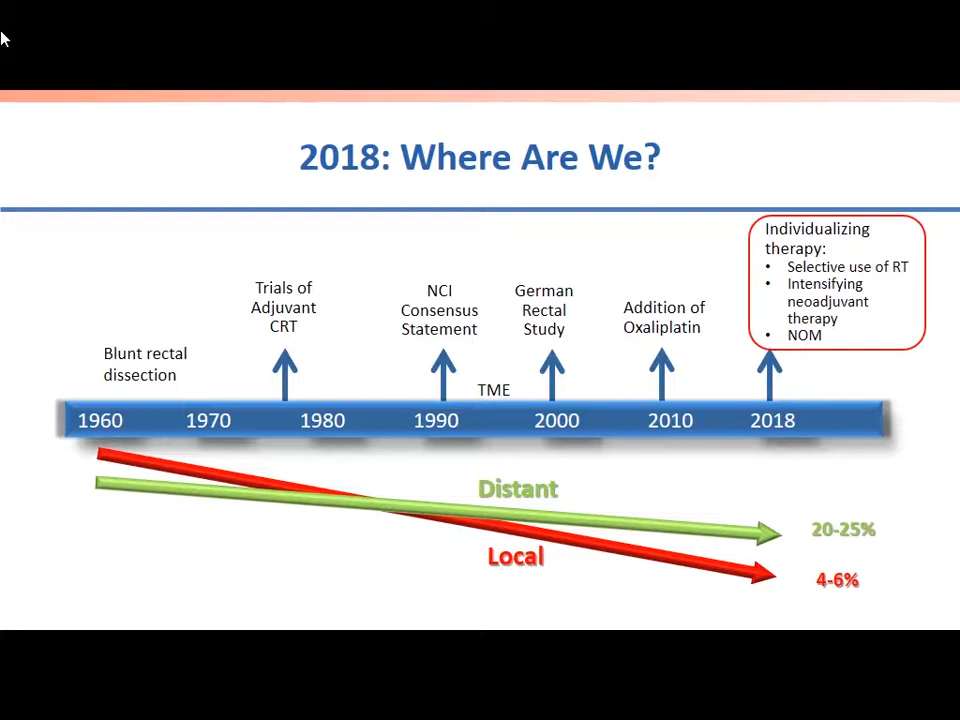 2018: Where Are We?
Individualizing
therapy:
• Selective use of RT
• Intensifying
neoadjuvant
therapy
• NOM
Trials of
Adjuvant
CRT
NCI
Consensus
Statement
German
Rectal
Study
Addition of
Oxaliplatin
Blunt rectal
dissection
TME
1960 1970 1980 1990 2000 2010 2018
Distant
20-25%
Local
4-6%